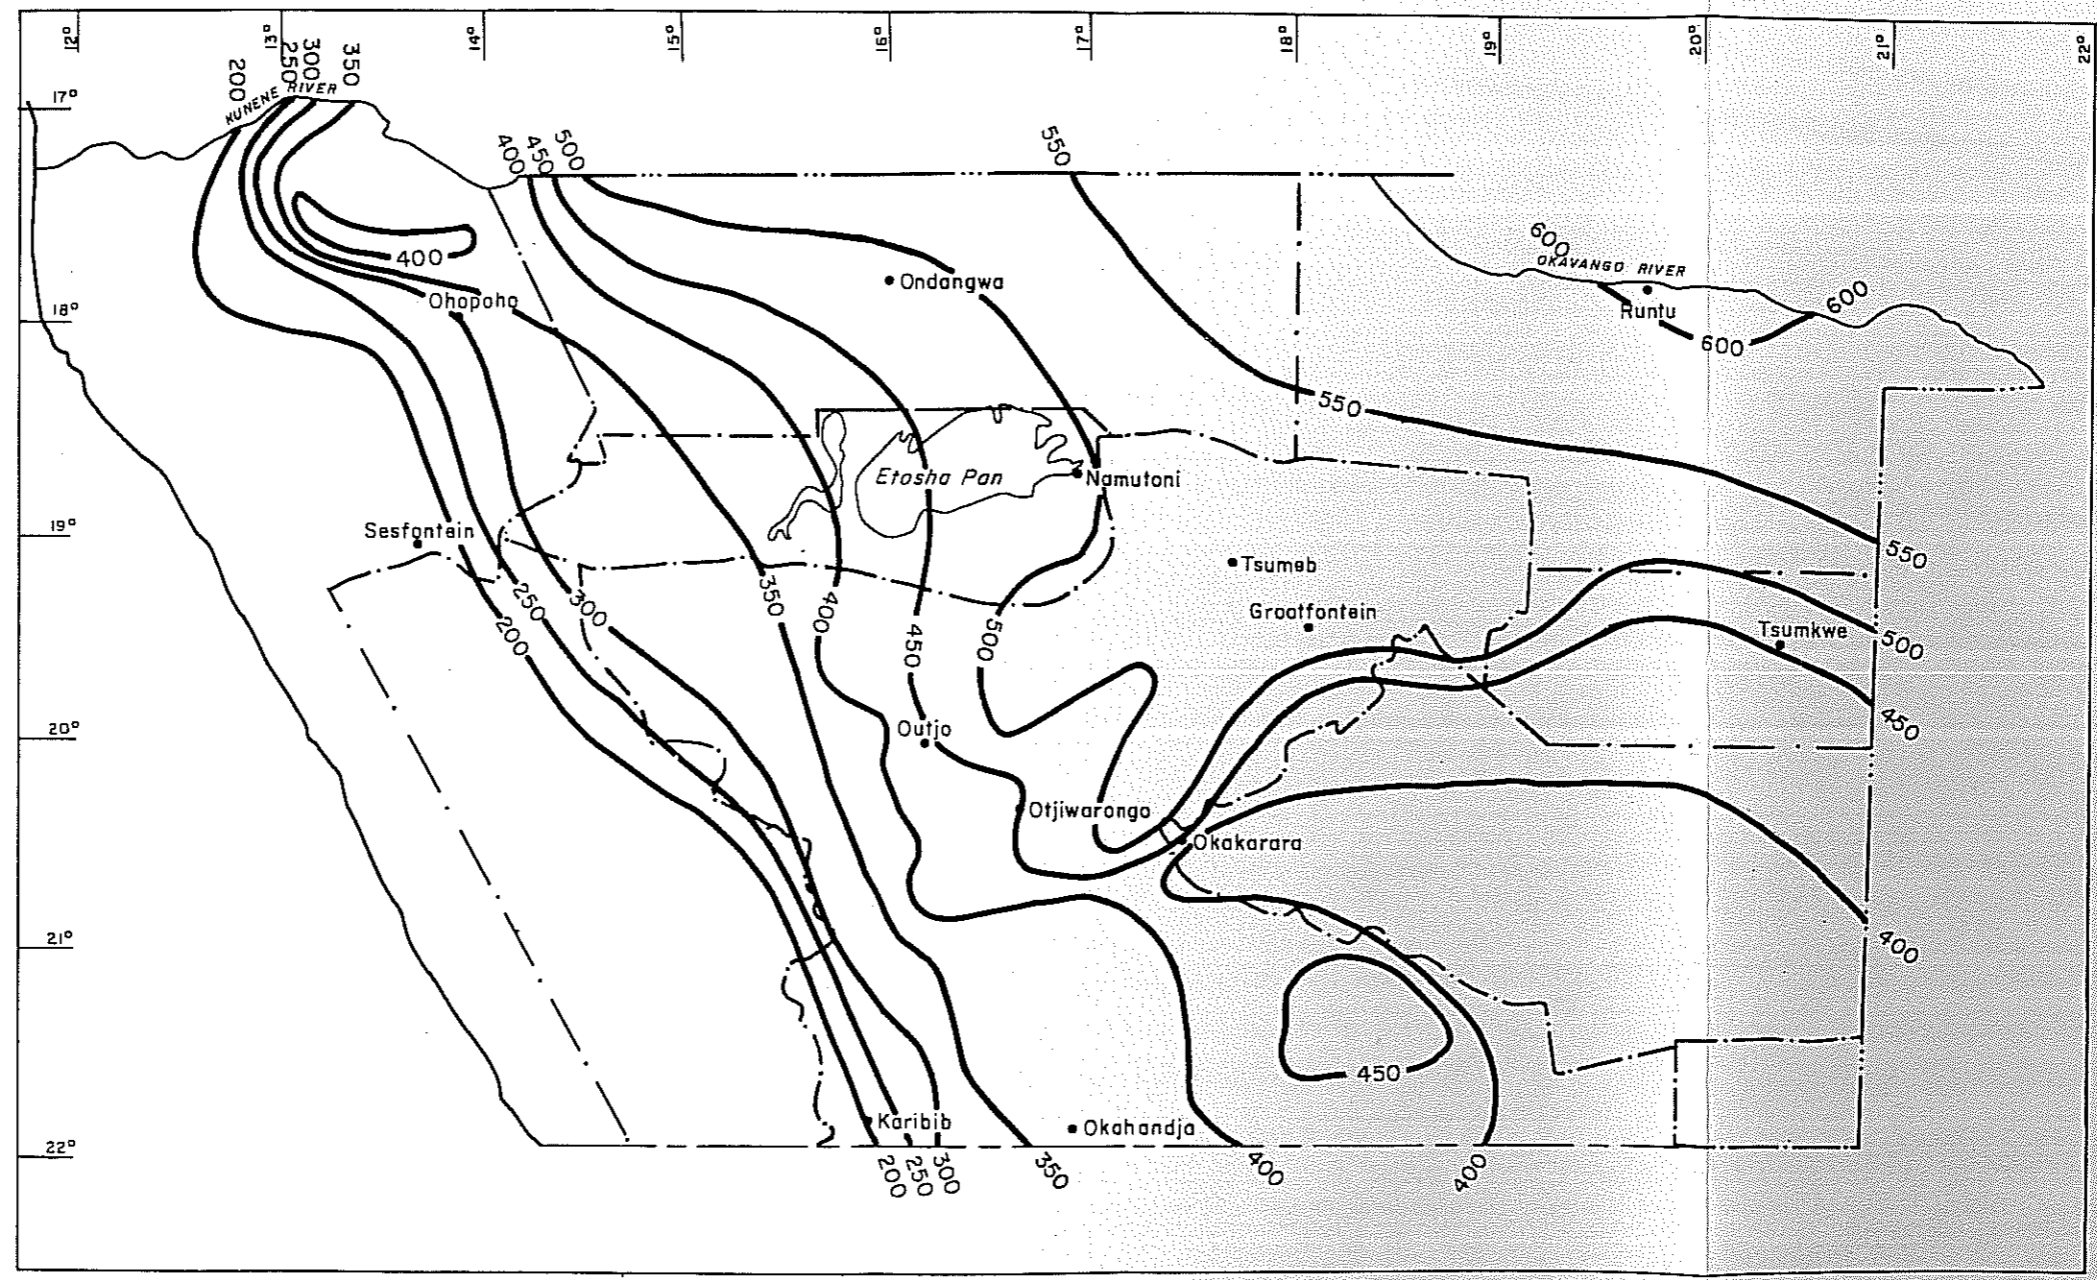 12° 13° 14° 15° 16° 17° 18° 19° 20° 21° 22°
200 250 300 350
KUNENE RIVER
17°
400 450 500 550
600
OKAVANGO RIVER
400
Ondangwa
Ohopoho
600
Runtu
18°
600
550
Etosha Pan
Namutoni
Sesfontein
19°
550
Tsumeb
250 300 350 400
Grootfontein
200 450 500
Tsumkwe
500
450
Outjo
20°
Otjiwarongo
Okakarara
21°
400
450
Karibib
Okahandja
22°
200 250 300 350 400 400